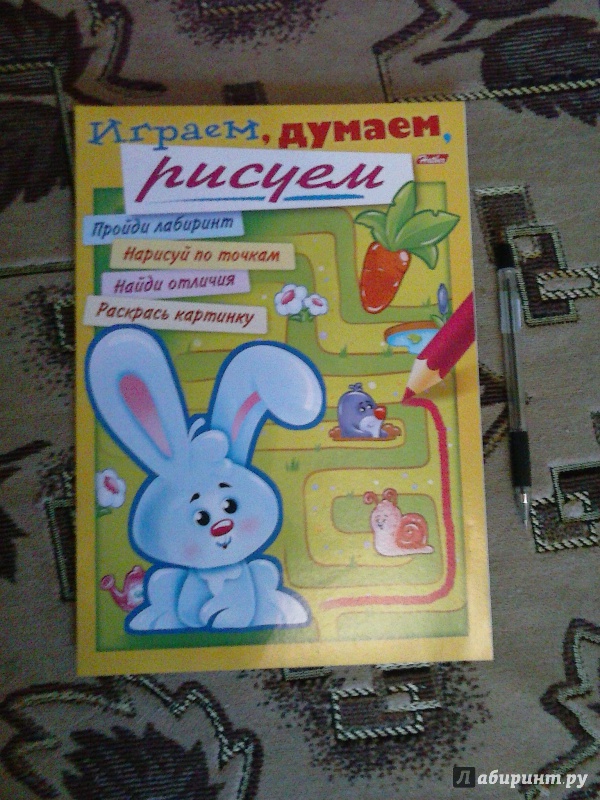 Играем, думаем,
Hatber
рисуем
Пройди лабиринт
Нарисуй по точкам
Найди отличия
Раскрась картинку
Лабиринт.ру